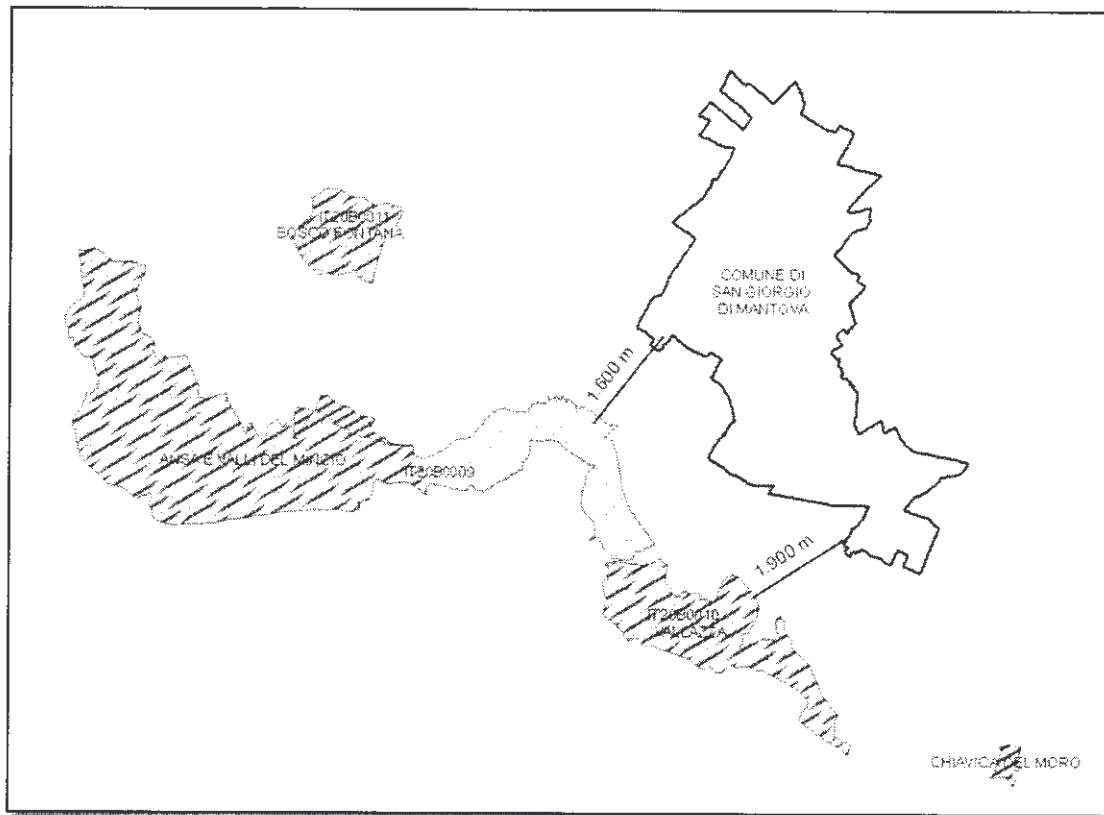 IT20B0011
BOSCO FONTANA
COMUNE DI
SAN GIORGIO
DI MANTOVA
1.600 m
ANSA E VALLI DEL MINCIO
IT20B0009
1.900 m
IT20B0010
VALLAZZA
CHIAVICA DEL MORO